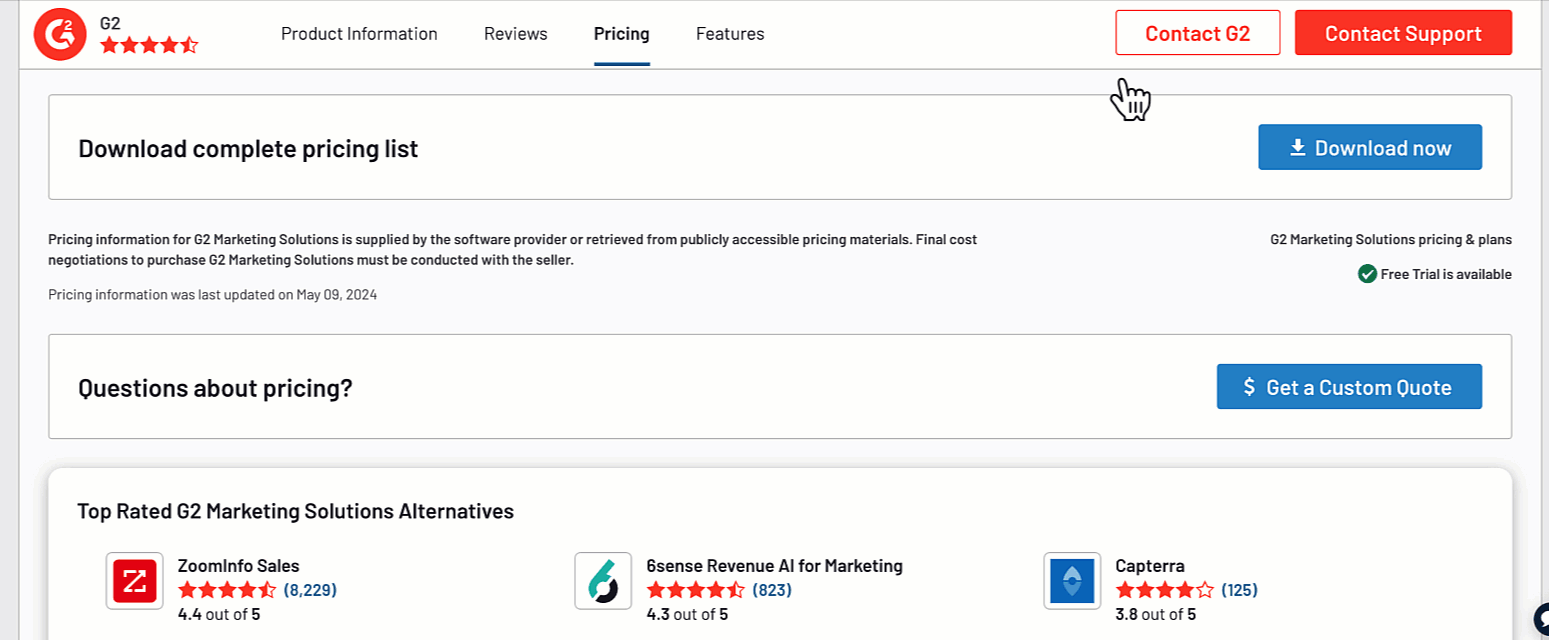 G2
Product Information
Reviews
Pricing
Features
Contact G2
Contact Support
Download complete pricing list
Download now
Pricing information for G2 Marketing Solutions is supplied by the software provider or retrieved from publicly accessible pricing materials. Final cost
negotiations to purchase G2 Marketing Solutions must be conducted with the seller.
Pricing information was last updated on May 09, 2024
G2 Marketing Solutions pricing & plans
Free Trial is available
Questions about pricing?
$ Get a Custom Quote
Top Rated G2 Marketing Solutions Alternatives
ZoomInfo Sales
(8,229)
4.4 out of 5
6sense Revenue AI for Marketing
(823)
4.3 out of 5
Capterra
(125)
3.8 out of 5